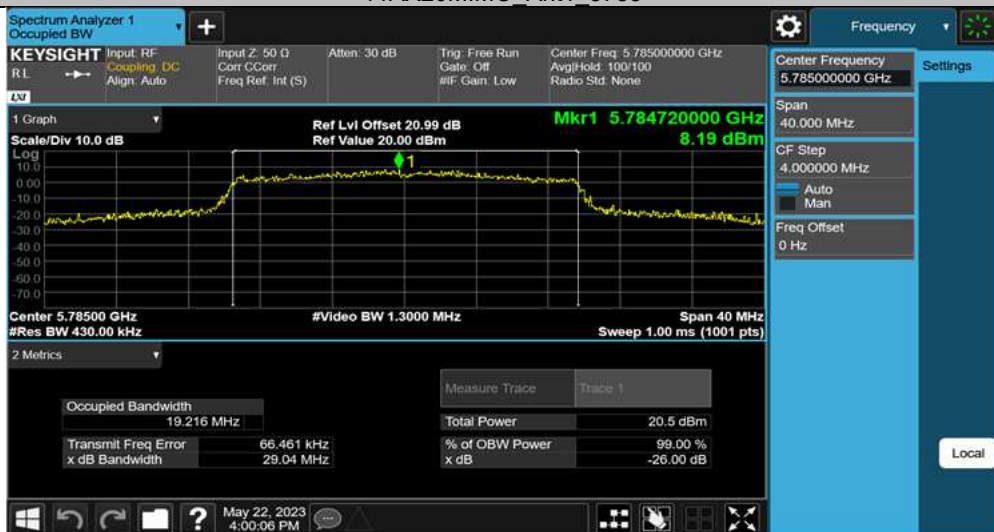 Spectrum Analyzer 1
Occupied BW
Frequency
KEYSIGHT
RL
LXI
Input: RF
Coupling: DC
Align: Auto
Input Z: 50 Ω
Corr CCorr
Freq Ref: Int (S)
Atten: 30 dB
Trig: Free Run
Gate: Off
#IF Gain: Low
Center Freq: 5.785000000 GHz
Avg|Hold: 100/100
Radio Std: None
Center Frequency
5.785000000 GHz
Settings
Span
40.000 MHz
CF Step
4.000000 MHz
Auto
Man
Freq Offset
0 Hz
Local
1 Graph
Scale/Div 10.0 dB
Ref Lvl Offset 20.99 dB
Ref Value 20.00 dBm
Mkr1 5.784720000 GHz
8.19 dBm
Log
10.0
0.00
-10.0
-20.0
-30.0
-40.0
-50.0
-60.0
-70.0
1
Center 5.78500 GHz
#Video BW 1.3000 MHz
Span 40 MHz
#Res BW 430.00 kHz
Sweep 1.00 ms (1001 pts)
2 Metrics
Measure Trace
Trace 1
Occupied Bandwidth
19.216 MHz
Total Power
20.5 dBm
Transmit Freq Error
66.461 kHz
% of OBW Power
99.00 %
x dB Bandwidth
29.04 MHz
x dB
-26.00 dB
?
May 22, 2023
4:00:06 PM